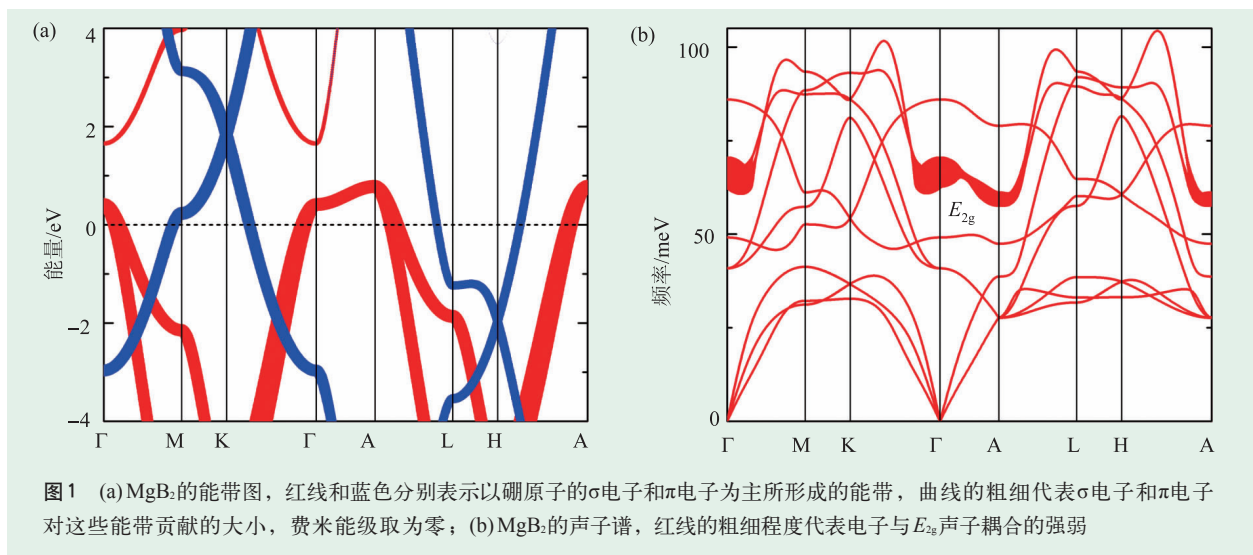 (a)
4
2
0
−2
−4
能量/eV
Γ M K Γ A L H A
(b)
100
50
0
频率/meV
E₂g
Γ M K Γ A L H A
图1 (a) MgB₂的能带图，红线和蓝色分别表示以硼原子的σ电子和π电子为主所形成的能带，曲线的粗细代表σ电子和π电子
对这些能带贡献的大小，费米能级取为零；(b) MgB₂的声子谱，红线的粗细程度代表电子与E₂g声子耦合的强弱